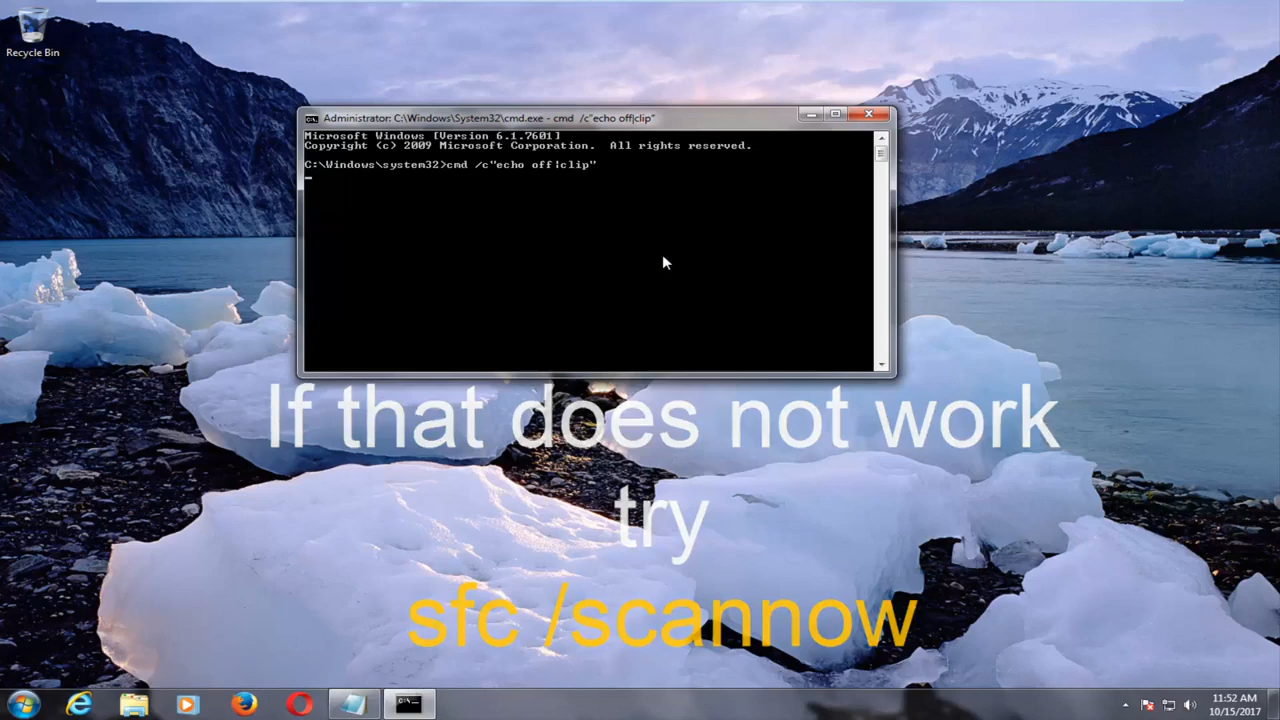 Recycle Bin
Administrator: C:\Windows\System32\cmd.exe - cmd  /c"echo off|clip"
Microsoft Windows [Version 6.1.7601]
Copyright (c) 2009 Microsoft Corporation.  All rights reserved.
C:\Windows\system32>cmd /c"echo off|clip"
If that does not work
try
sfc /scannow
C:\_
11:52 AM
10/15/2017